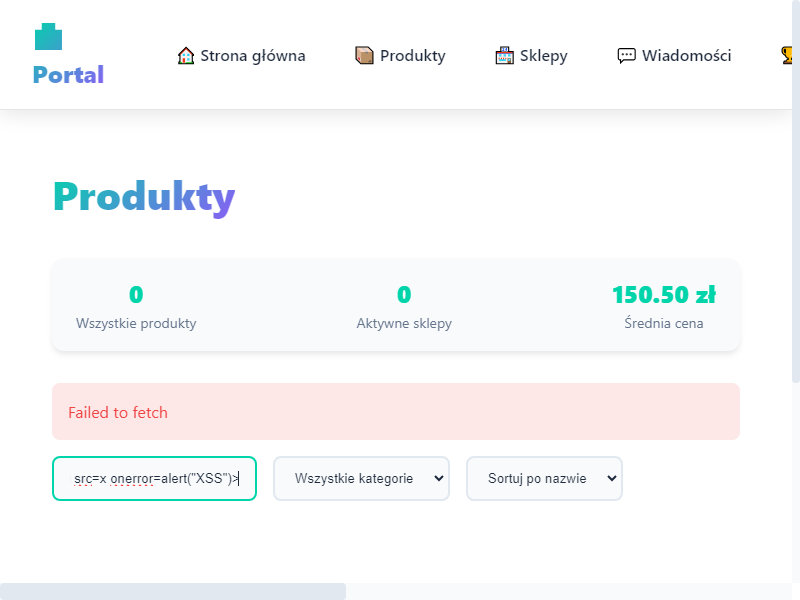 Portal
Strona główna
Produkty
Sklepy
Wiadomości
Produkty
0
Wszystkie produkty
0
Aktywne sklepy
150.50 zł
Średnia cena
Failed to fetch
src=x onerror=alert("XSS")>
Wszystkie kategorie
Sortuj po nazwie